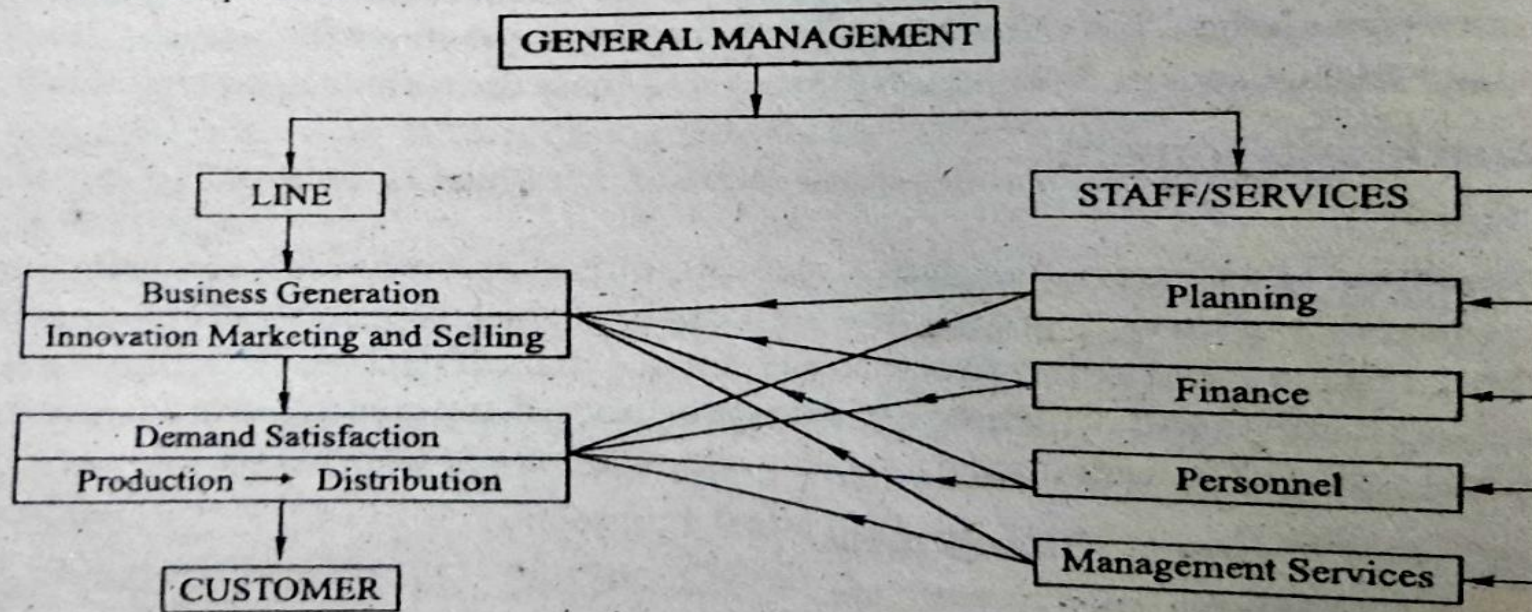 GENERAL MANAGEMENT
LINE
STAFF/SERVICES
Business Generation
Innovation Marketing and Selling
Planning
Finance
Demand Satisfaction
Production → Distribution
Personnel
Management Services
CUSTOMER